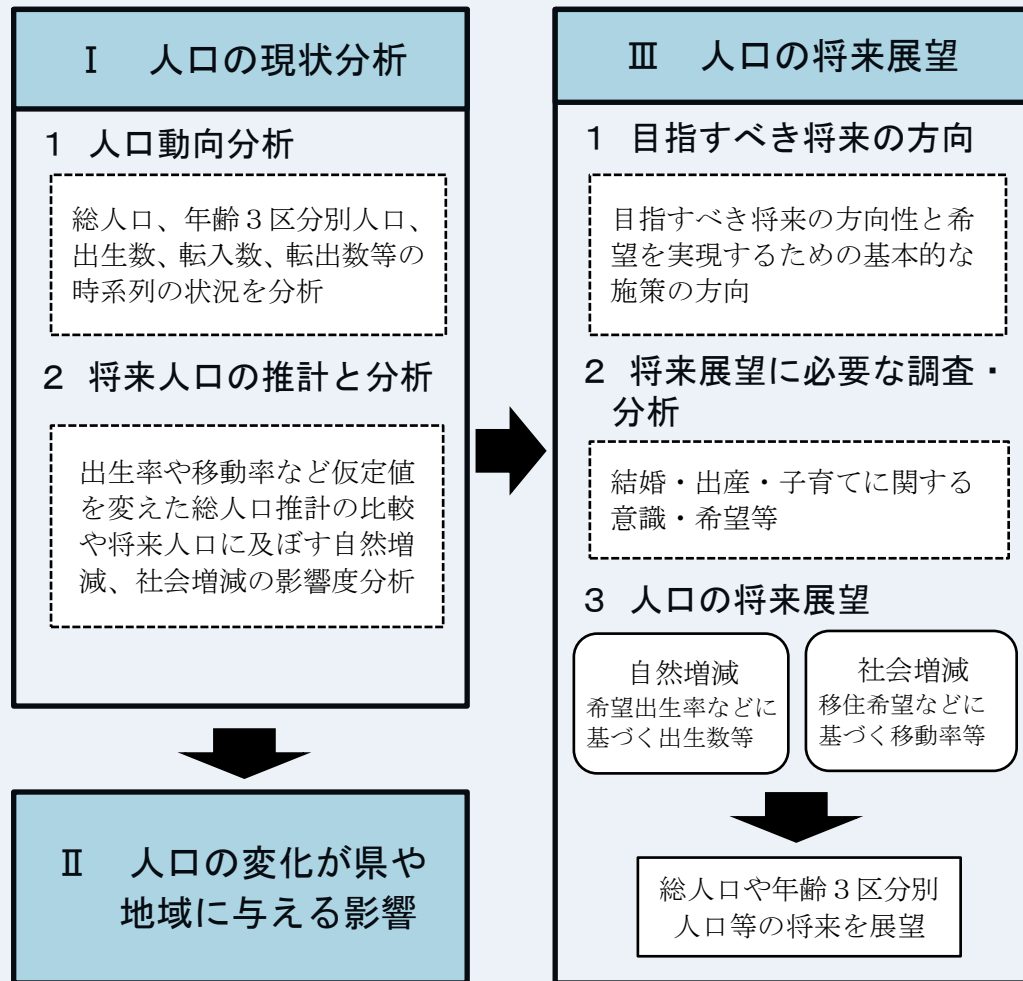 Ⅰ 人口の現状分析
1 人口動向分析
総人口、年齢３区分別人口、
出生数、転入数、転出数等の
時系列の状況を分析
2 将来人口の推計と分析
出生率や移動率など仮定値
を変えた総人口推計の比較
や将来人口に及ぼす自然増
減、社会増減の影響度分析
Ⅱ 人口の変化が県や
地域に与える影響
Ⅲ 人口の将来展望
1 目指すべき将来の方向
目指すべき将来の方向性と希
望を実現するための基本的な
施策の方向
2 将来展望に必要な調査・
分析
結婚・出産・子育てに関する
意識・希望等
3 人口の将来展望
自然増減
希望出生率などに
基づく出生数等
社会増減
移住希望などに
基づく移動率等
総人口や年齢３区分別
人口等の将来を展望